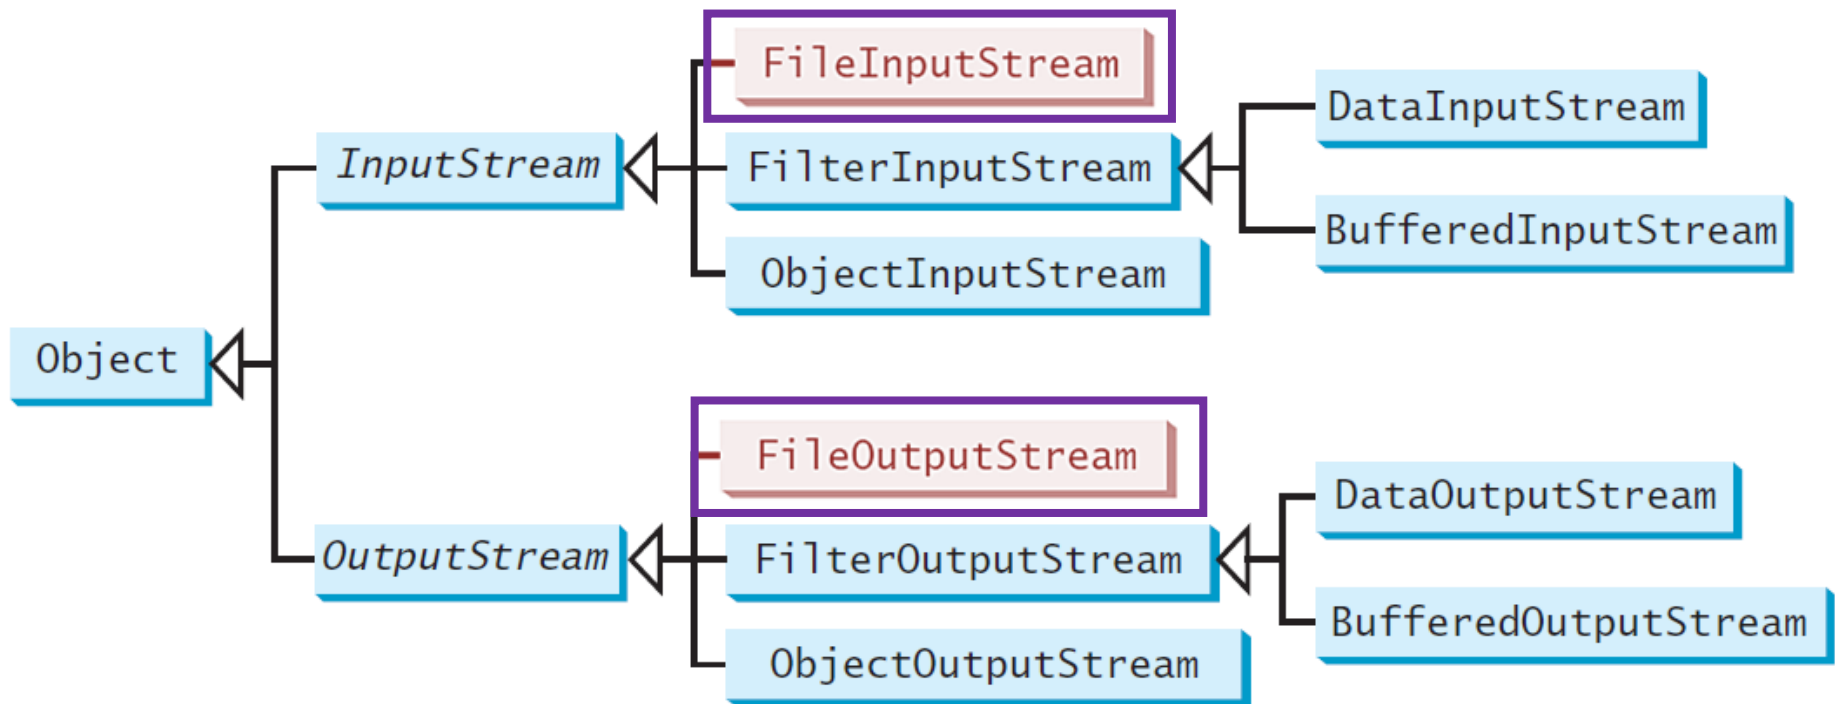 FileInputStream
DataInputStream
InputStream
FilterInputStream
BufferedInputStream
ObjectInputStream
Object
FileOutputStream
DataOutputStream
OutputStream
FilterOutputStream
BufferedOutputStream
ObjectOutputStream